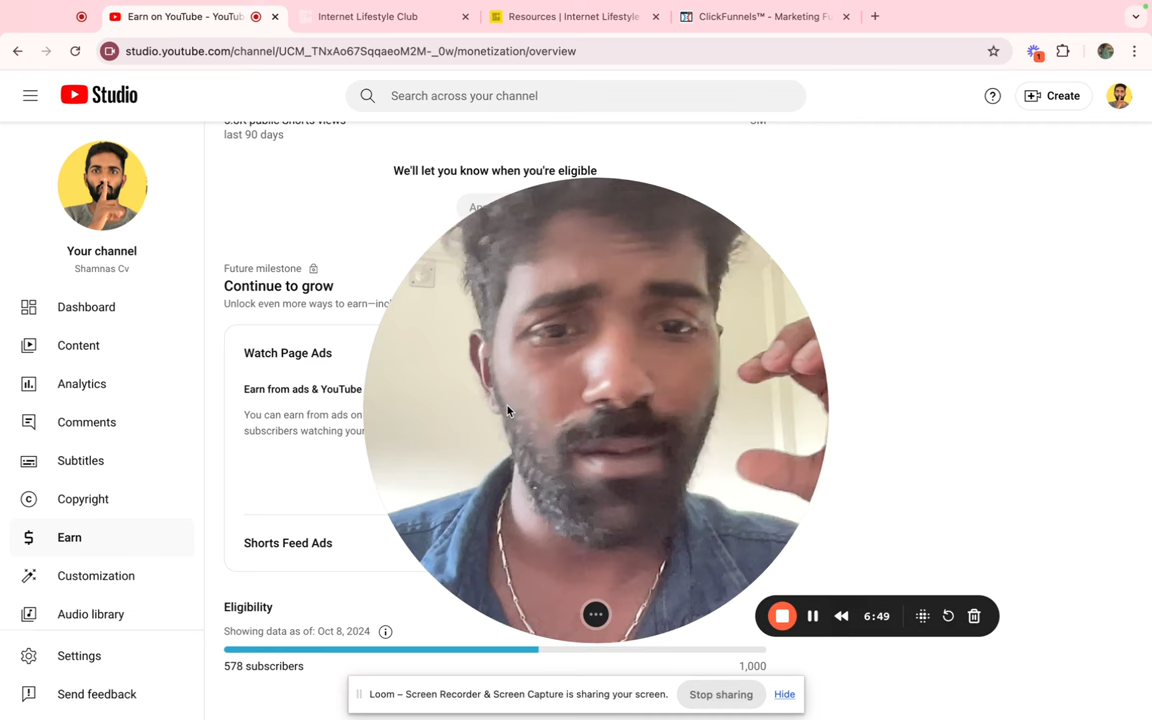 Earn on YouTube - YouTub
Internet Lifestyle Club
Resources | Internet Lifestyle
ClickFunnels™ - Marketing Fu
studio.youtube.com/channel/UCM_TNxAo67SqqaeoM2M-_0w/monetization/overview
1
Studio
Search across your channel
Create
last 90 days
We'll let you know when you're eligible
Your channel
Shamnas Cv
Dashboard
Content
Analytics
Comments
Subtitles
Copyright
Earn
Customization
Audio library
Settings
Send feedback
Future milestone
Continue to grow
Unlock even more ways to earn—inc
Watch Page Ads
Earn from ads & YouTube
You can earn from ads on
subscribers watching your
Shorts Feed Ads
Eligibility
Showing data as of: Oct 8, 2024
578 subscribers
1,000
6:49
Loom – Screen Recorder & Screen Capture is sharing your screen.
Stop sharing
Hide